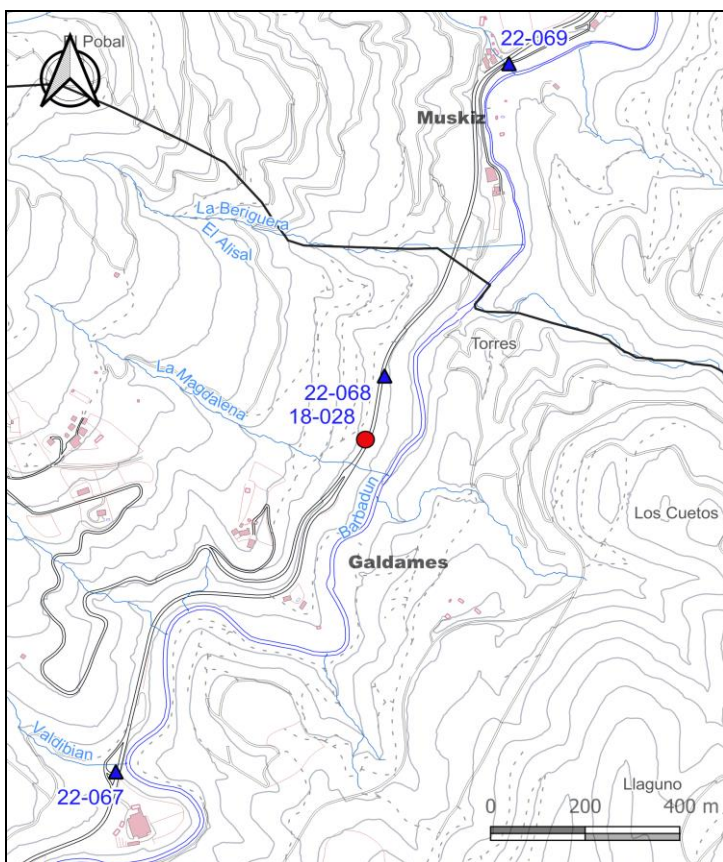 El Pobal
22-069
Muskiz
La Beriguera
El Alisal
Torres
La Magdalena
22-068
18-028
Los Cuetos
Barbadun
Galdames
Valdibian
22-067
Llaguno
0 200 400 m